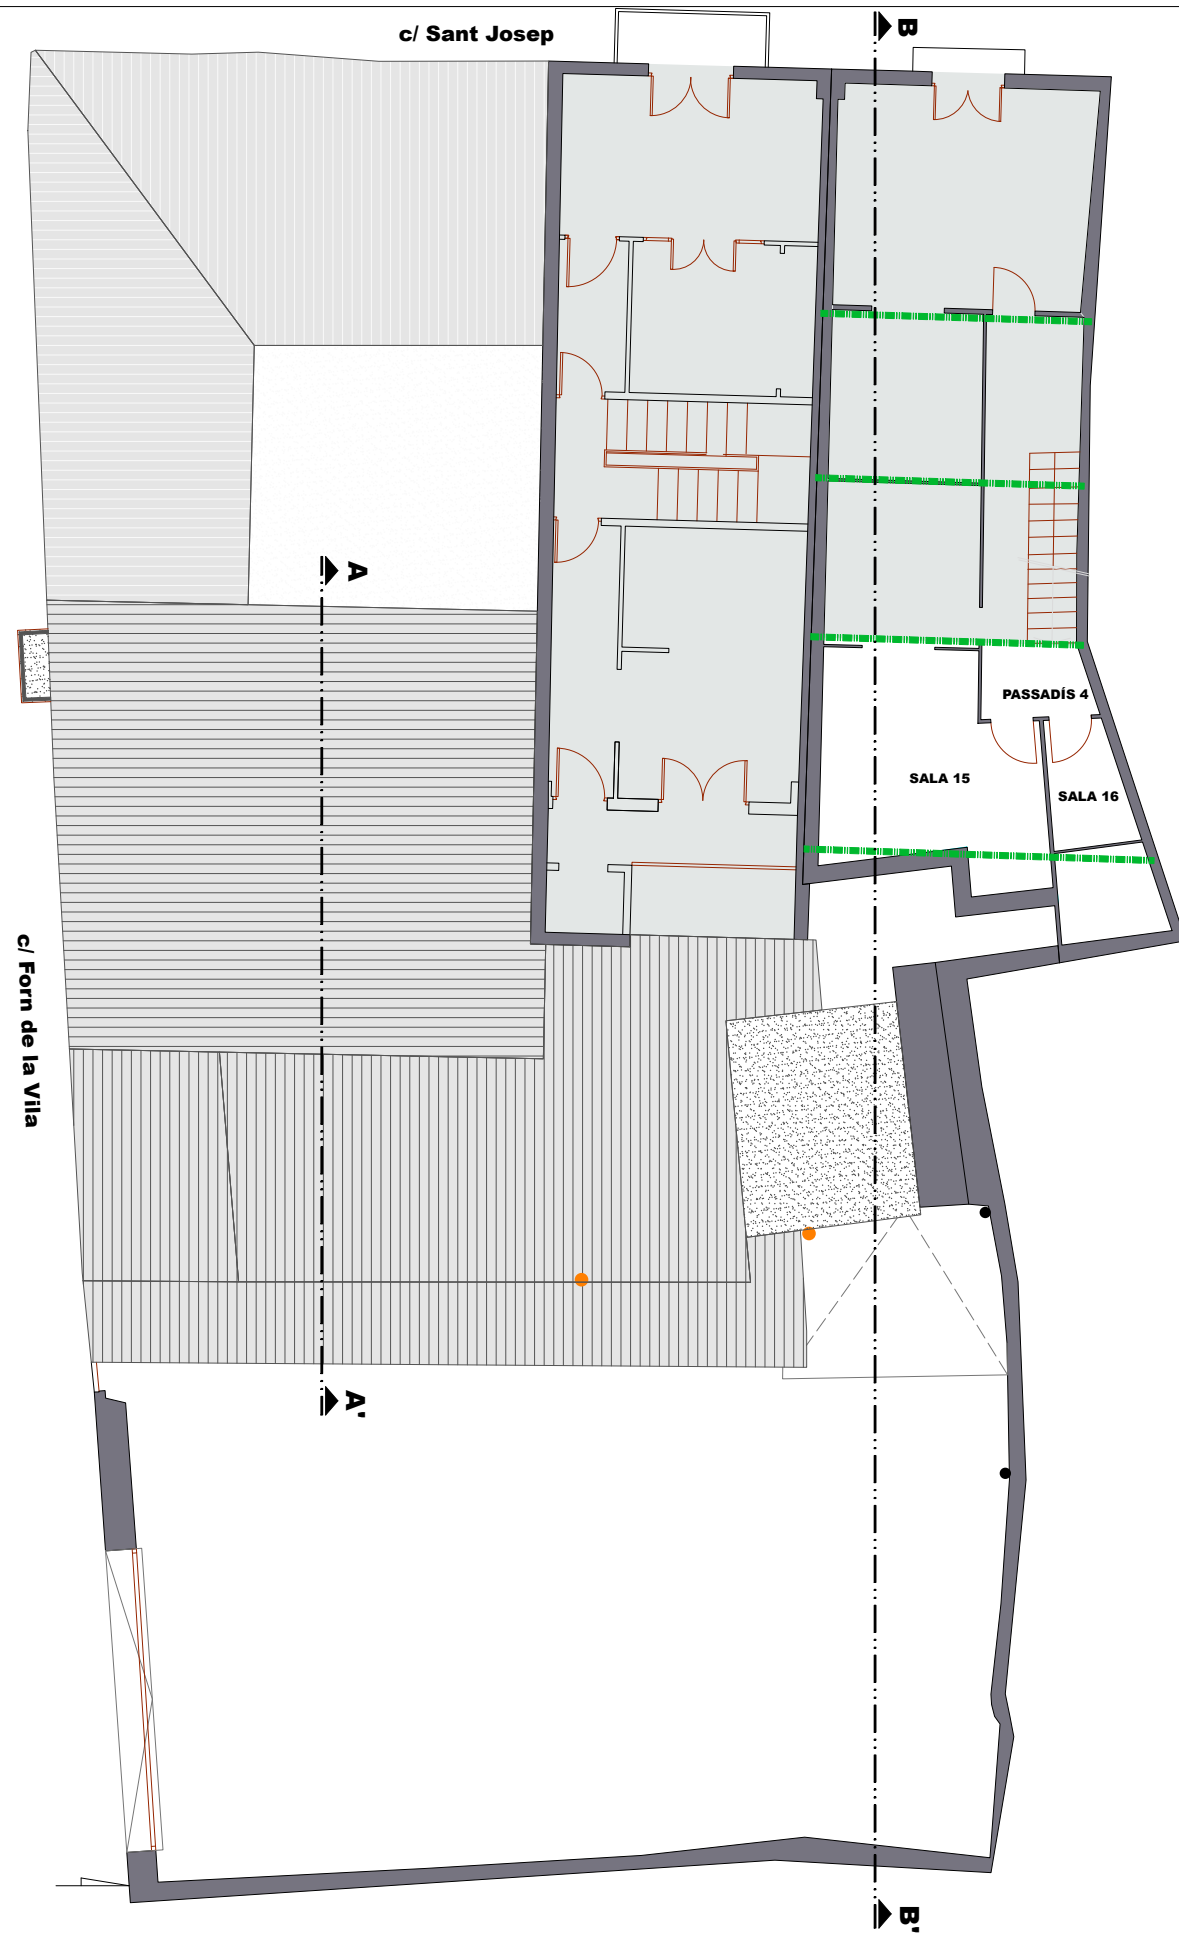 c/ Sant Josep
B
A
PASSADÍS 4
SALA 15
SALA 16
c/ Forn de la Vila
A'
B'